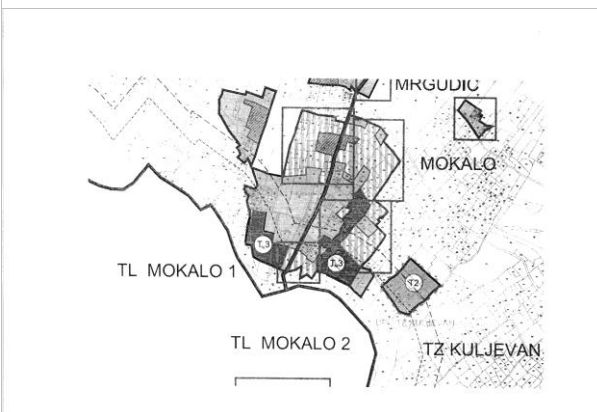 MRGUDIĆ
MOKALO
T3
TL MOKALO 1
T3
T2
TL MOKALO 2
TZ KULJEVAN